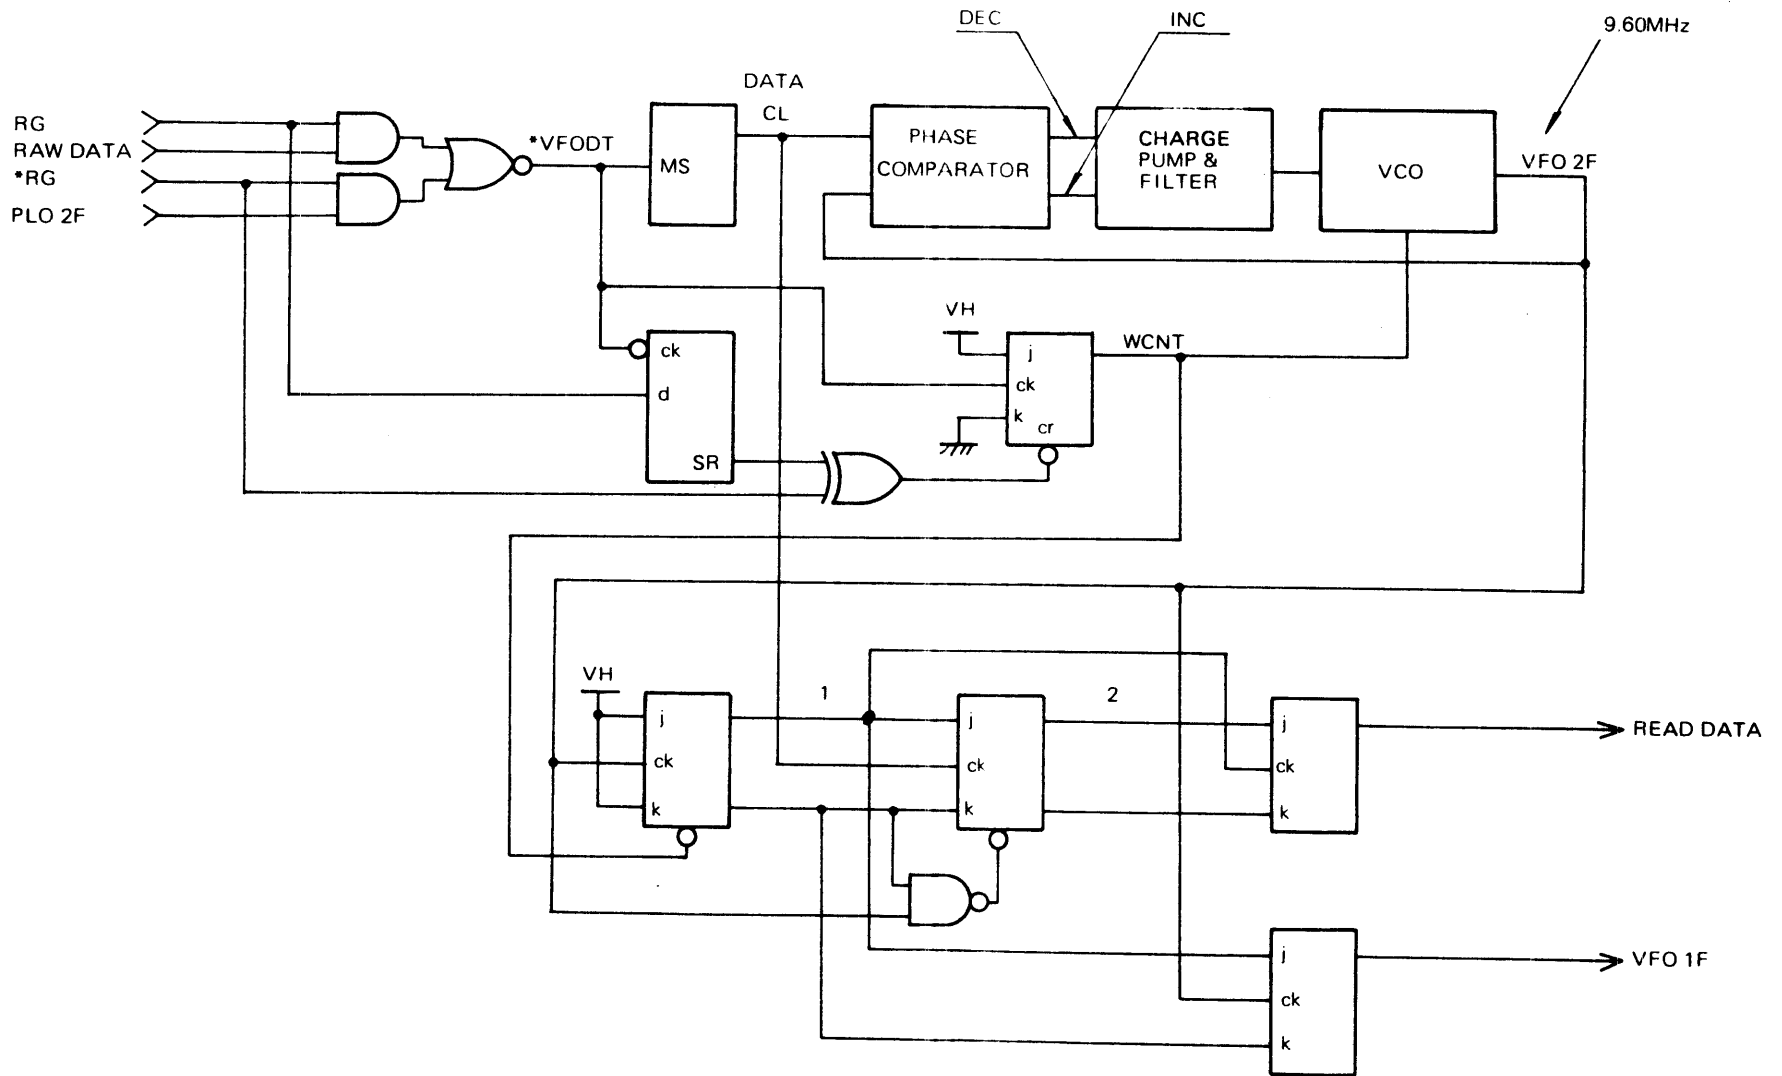 DEC
INC
9.60MHz
DATA
CL
RG
RAW DATA
*RG
PLO 2F
*VFODT
MS
PHASE
COMPARATOR
CHARGE
PUMP &
FILTER
VCO
VFO 2F
ck
d
SR
VH
j
ck
k
cr
WCNT
VH
j
ck
k
1
j
ck
k
2
j
ck
k
READ DATA
j
ck
k
VFO 1F